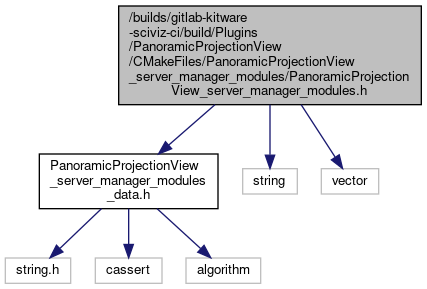 /builds/gitlab-kitware
-sciviz-ci/build/Plugins
/PanoramicProjectionView
/CMakeFiles/PanoramicProjectionView
_server_manager_modules/PanoramicProjection
View_server_manager_modules.h
PanoramicProjectionView
_server_manager_modules
_data.h
string
vector
string.h
cassert
algorithm